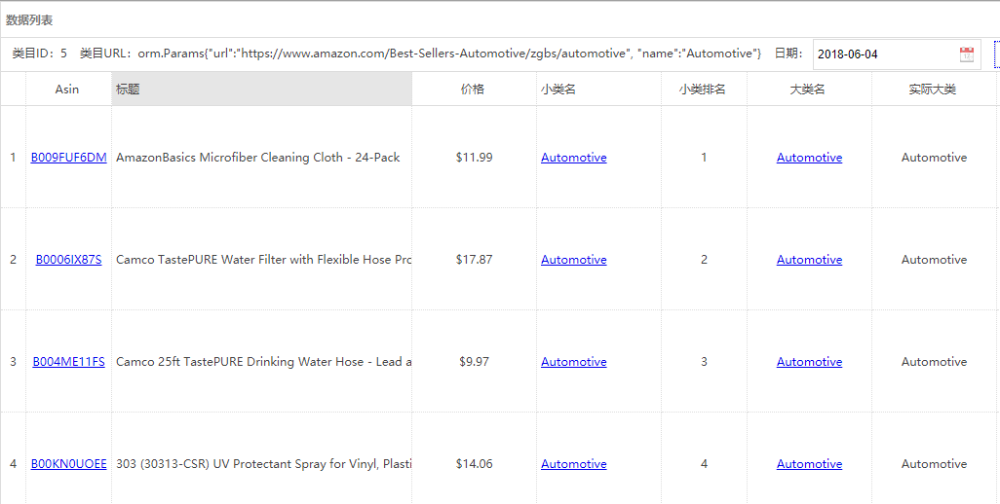 数据列表
类目ID：5 类目URL： orm.Params{"url":"https://www.amazon.com/Best-Sellers-Automotive/zgbs/automotive", "name":"Automotive"} 日期： 2018-06-04
Asin 标题 价格 小类名 小类排名 大类名 实际大类
1 B009FUF6DM AmazonBasics Microfiber Cleaning Cloth - 24-Pack $11.99 Automotive 1 Automotive Automotive
2 B0006IX87S Camco TastePURE Water Filter with Flexible Hose Prc $17.87 Automotive 2 Automotive Automotive
3 B004ME11FS Camco 25ft TastePURE Drinking Water Hose - Lead a $9.97 Automotive 3 Automotive Automotive
4 B00KN0UOEE 303 (30313-CSR) UV Protectant Spray for Vinyl, Plasti $14.06 Automotive 4 Automotive Automotive